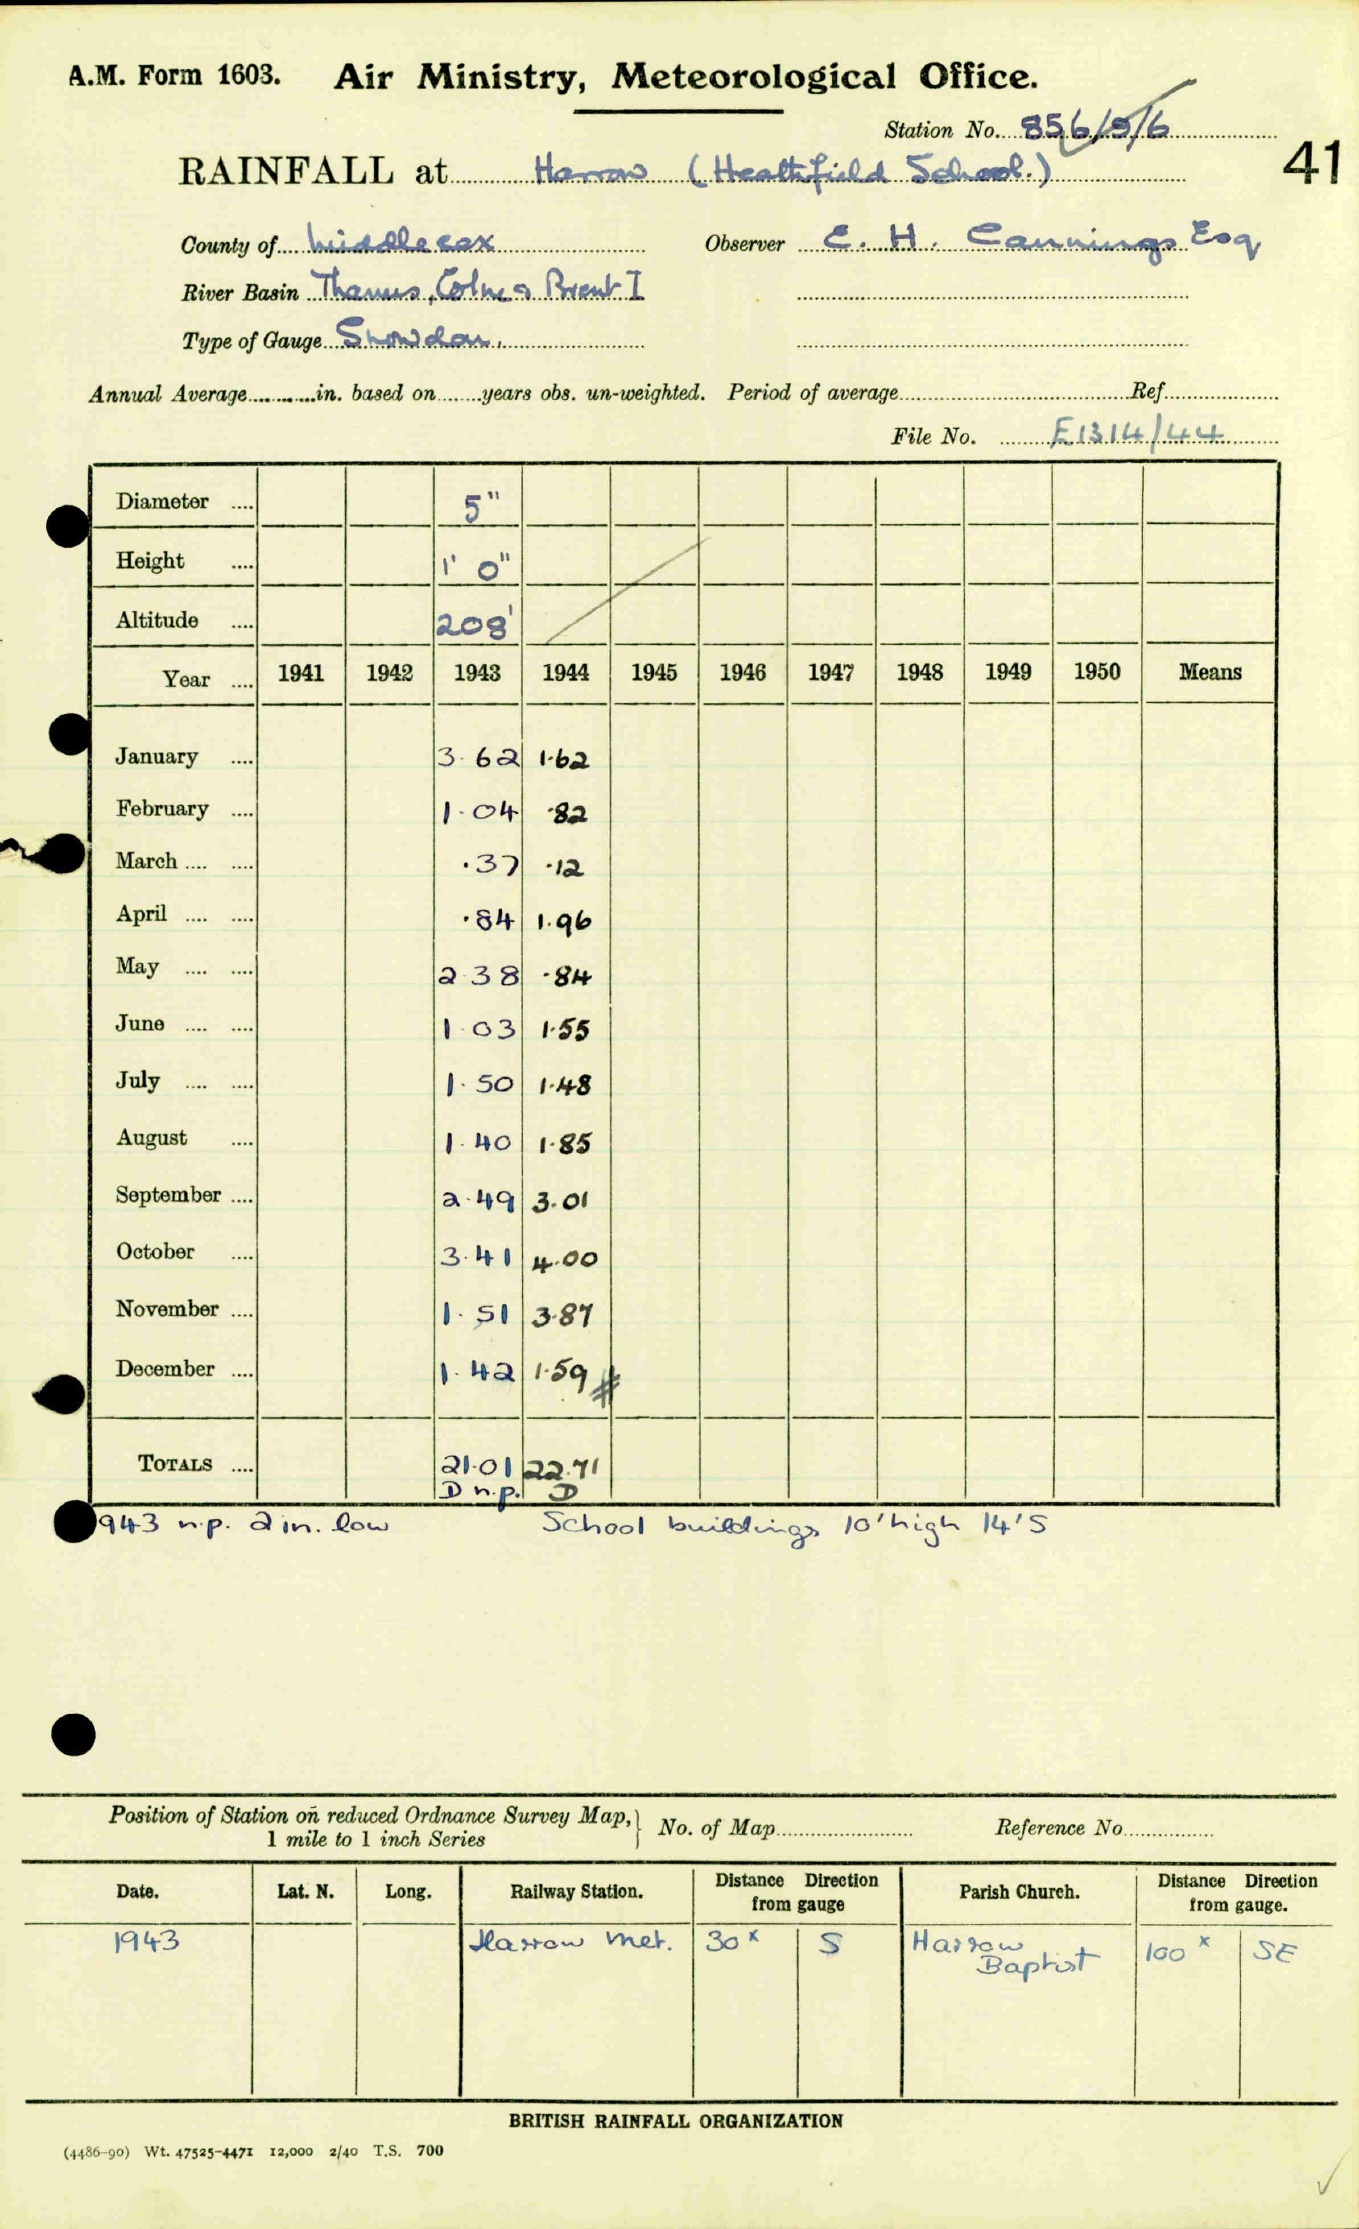 A.M. Form 1603. Air Ministry, Meteorological Office.
Station No. 856/5/6
41
RAINFALL at Harrow (Heathfield School.)
County of Middlesex Observer E. H. Cannings Esq
River Basin Thames, Colne & Brent I
Type of Gauge Snowdon.
Annual Average in. based on years obs. un-weighted. Period of average Ref.
File No. E1314/44
Diameter 5"
Height 1' 0"
Altitude 208'
Year 1941 1942 1943 1944 1945 1946 1947 1948 1949 1950 Means
January 3.62 1.62
February 1.04 .82
March .37 .12
April .84 1.96
May 2.38 .84
June 1.03 1.55
July 1.50 1.48
August 1.40 1.85
September 2.49 3.01
October 3.41 4.00
November 1.51 3.87
December 1.42 1.59 #
TOTALS 21.01 22.71
D n.p. D
1943 n.p. 2in. low School buildings 10' high 14' S
Position of Station on reduced Ordnance Survey Map, } No. of Map Reference No.
1 mile to 1 inch Series
Date. Lat. N. Long. Railway Station. Distance Direction from gauge Parish Church. Distance Direction from gauge.
1943 Harrow Met. 30x S Harrow Baptist 100x SE
BRITISH RAINFALL ORGANIZATION
(4486-90) Wt. 47525-4471 12,000 2/40 T.S. 700